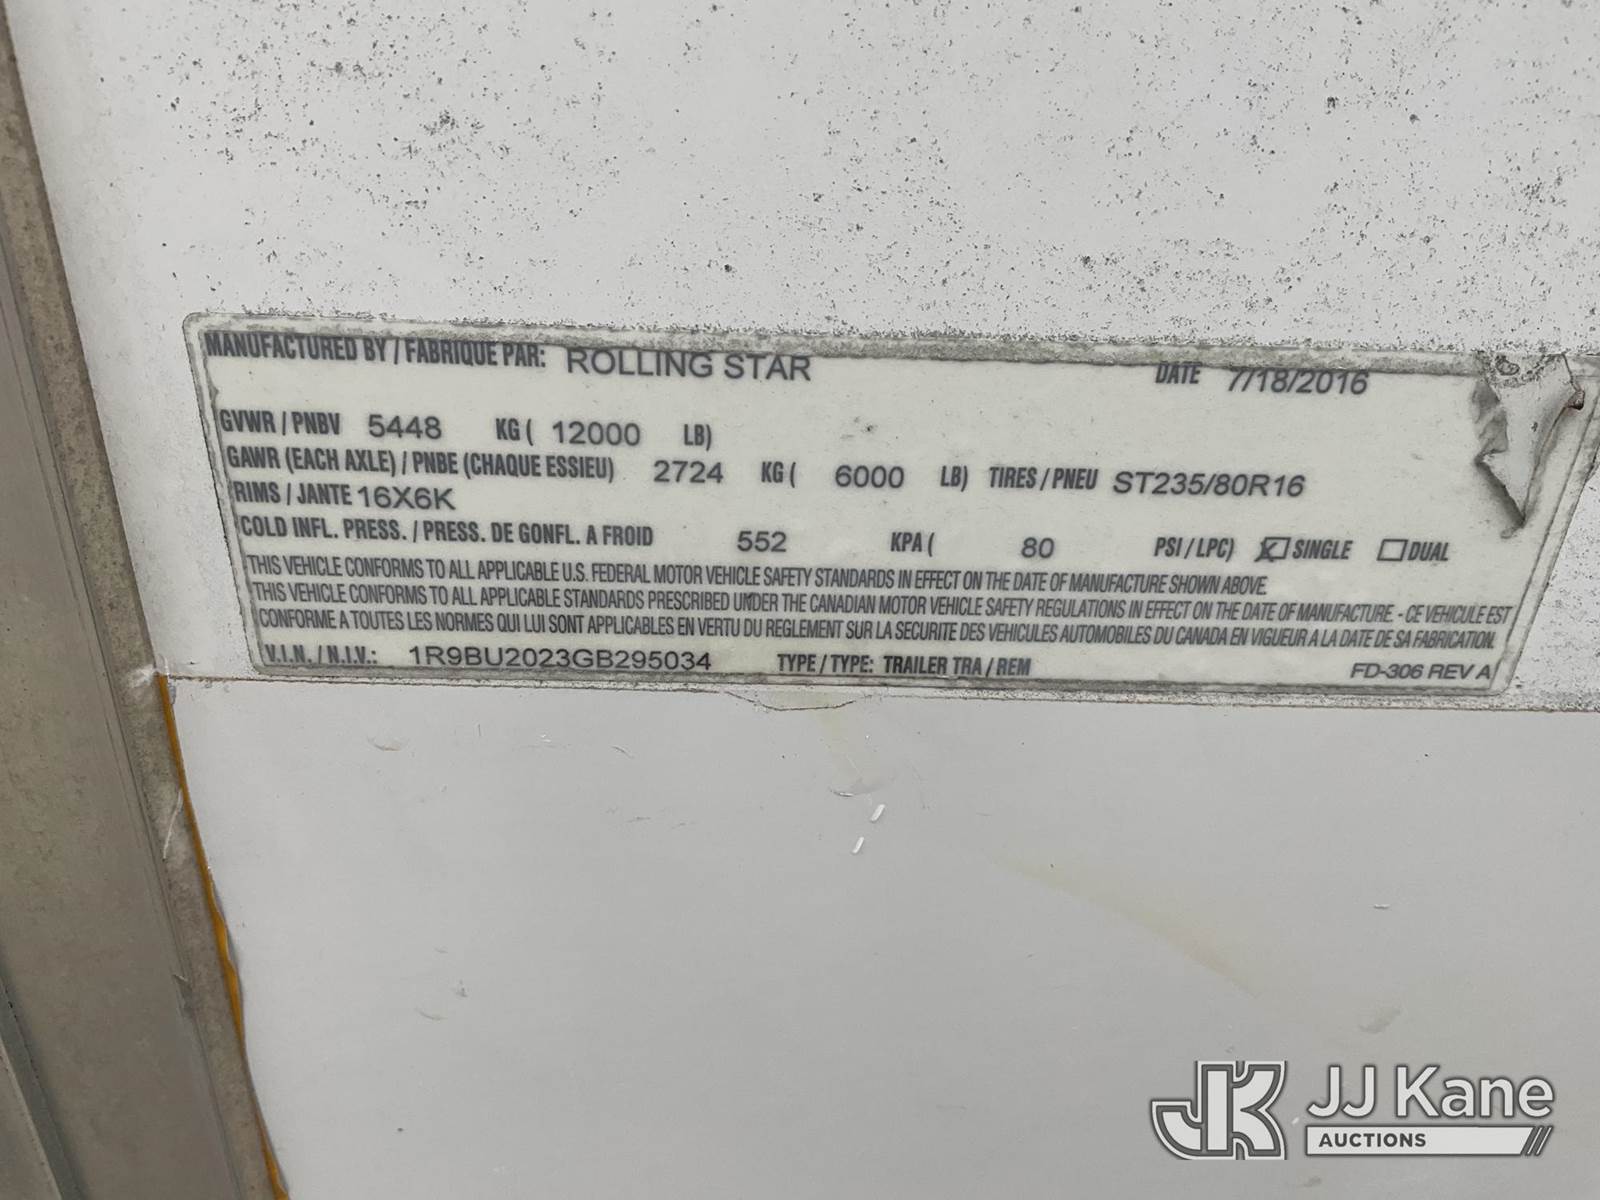 MANUFACTURED BY / FABRIQUE PAR: ROLLING STAR DATE 7/18/2016
GVWR / PNBV 5448 KG ( 12000 LB)
GAWR (EACH AXLE) / PNBE (CHAQUE ESSIEU) 2724 KG ( 6000 LB) TIRES / PNEU ST235/80R16
RIMS / JANTE 16X6K
COLD INFL. PRESS. / PRESS. DE GONFL. A FROID 552 KPA ( 80 PSI / LPC) SINGLE DUAL
THIS VEHICLE CONFORMS TO ALL APPLICABLE U.S. FEDERAL MOTOR VEHICLE SAFETY STANDARDS IN EFFECT ON THE DATE OF MANUFACTURE SHOWN ABOVE.
THIS VEHICLE CONFORMS TO ALL APPLICABLE STANDARDS PRESCRIBED UNDER THE CANADIAN MOTOR VEHICLE SAFETY REGULATIONS IN EFFECT ON THE DATE OF MANUFACTURE. - CE VEHICULE EST
CONFORME A TOUTES LES NORMES QUI LUI SONT APPLICABLES EN VERTU DU REGLEMENT SUR LA SECURITE DES VEHICULES AUTOMOBILES DU CANADA EN VIGUEUR A LA DATE DE SA FABRICATION.
V.I.N. / N.I.V.: 1R9BU2023GB295034 TYPE / TYPE: TRAILER TRA / REM FD-306 REV A
JK JJ Kane
AUCTIONS